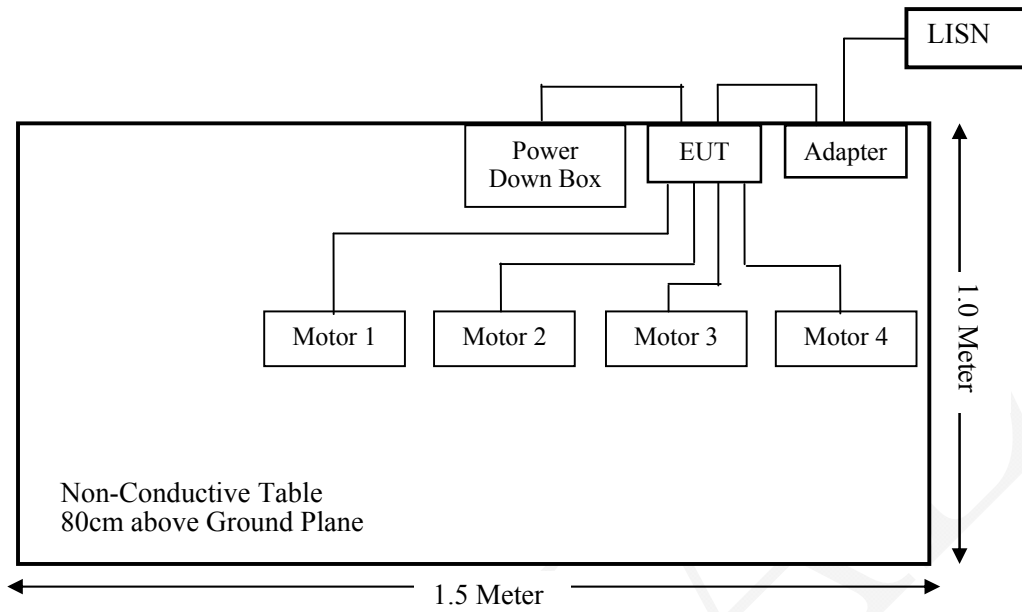 LISN
Power
Down Box
EUT
Adapter
Motor 1
Motor 2
Motor 3
Motor 4
1.0 Meter
Non-Conductive Table
80cm above Ground Plane
1.5 Meter